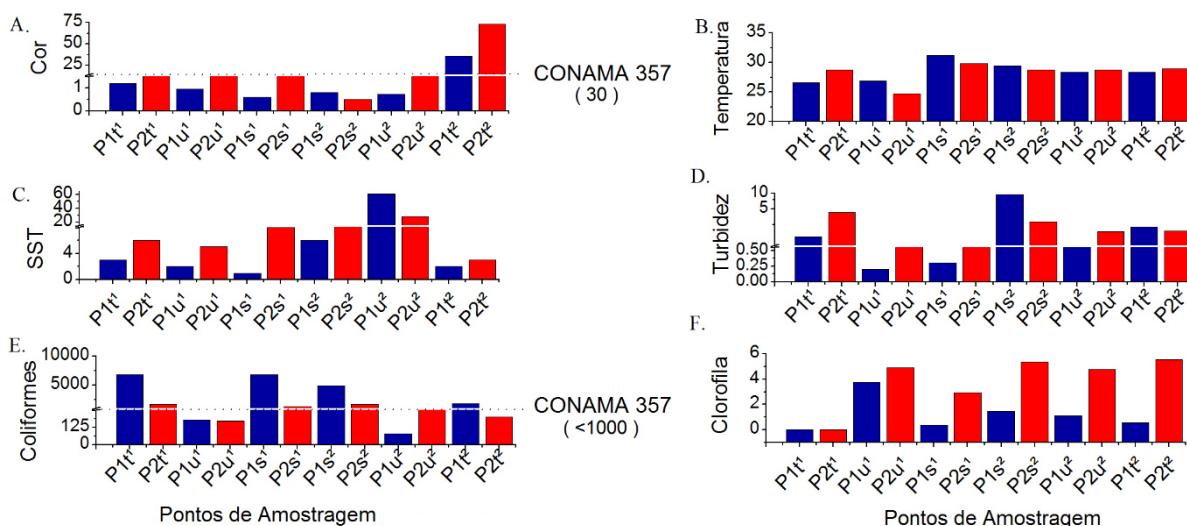 A.
Cor
75
50
25
1
0
P1t¹ P2t¹ P1u¹ P2u¹ P1s¹ P2s¹ P1s² P2s² P1u² P2u² P1t² P2t²
CONAMA 357
( 30 )
B.
Temperatura
35
30
25
20
P1t¹ P2t¹ P1u¹ P2u¹ P1s¹ P2s¹ P1s² P2s² P1u² P2u² P1t² P2t²
C.
SST
60
40
20
4
0
P1t¹ P2t¹ P1u¹ P2u¹ P1s¹ P2s¹ P1s² P2s² P1u² P2u² P1t² P2t²
D.
Turbidez
10
5
0.50
0.25
0.00
P1t¹ P2t¹ P1u¹ P2u¹ P1s¹ P2s¹ P1s² P2s² P1u² P2u² P1t² P2t²
E.
Coliformes
10000
5000
125
0
P1t¹ P2t¹ P1u¹ P2u¹ P1s¹ P2s¹ P1s² P2s² P1u² P2u² P1t² P2t²
Pontos de Amostragem
CONAMA 357
( <1000 )
F.
Clorofila
6
4
2
0
P1t¹ P2t¹ P1u¹ P2u¹ P1s¹ P2s¹ P1s² P2s² P1u² P2u² P1t² P2t²
Pontos de Amostragem